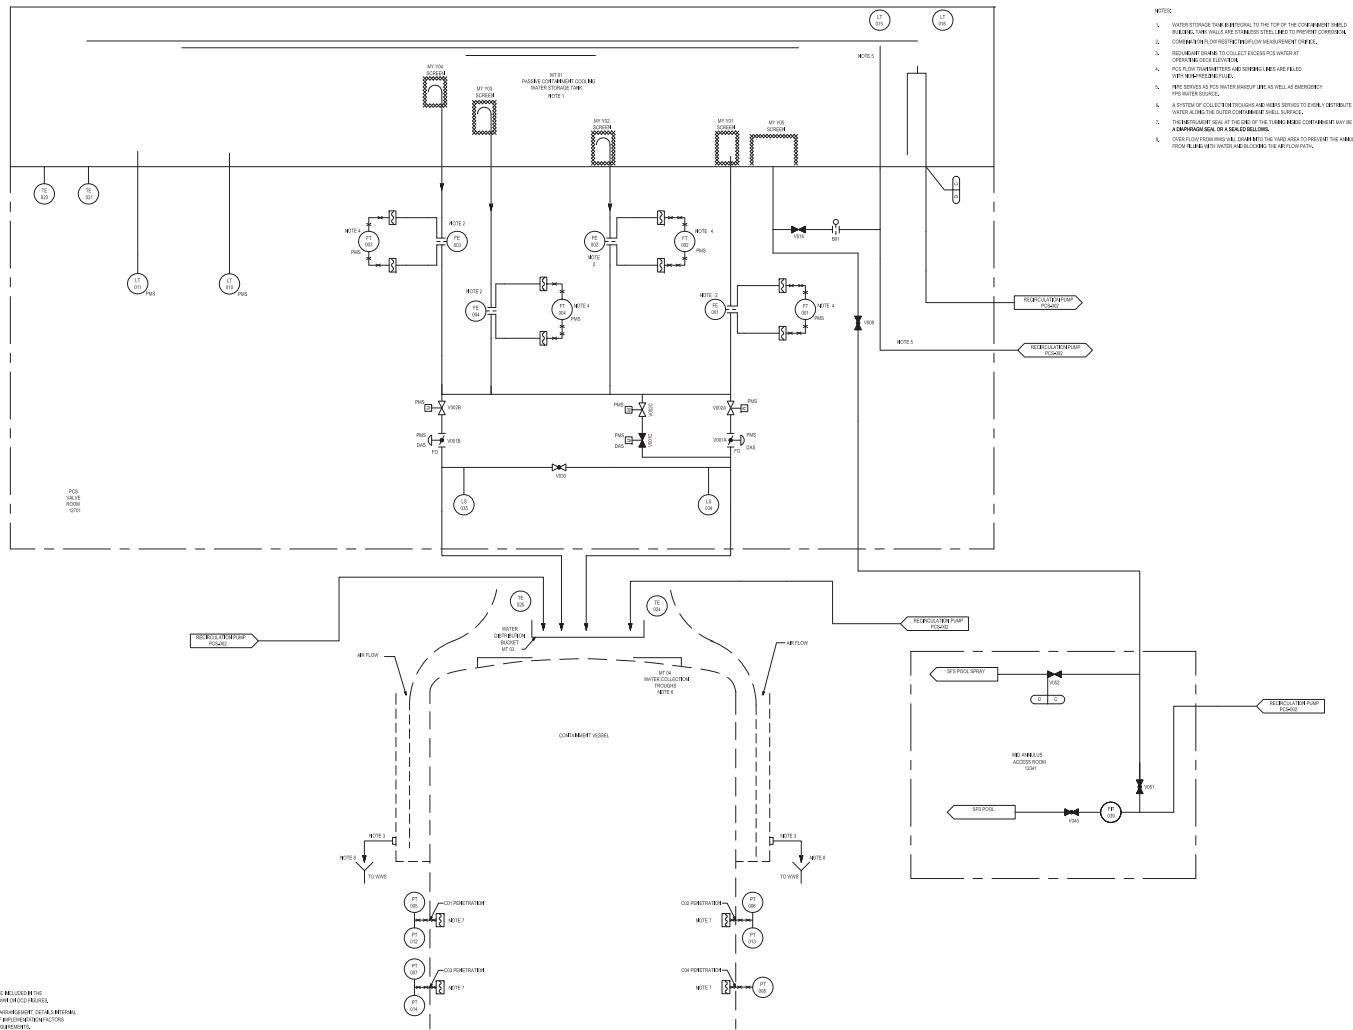 NOTES:
1. WATER STORAGE TANK IS INTEGRAL TO THE TOP OF THE CONTAINMENT SHIELD
BUILDING. TANK WALLS ARE STAINLESS STEEL LINED TO PREVENT CORROSION.
2. COMBINATION FLOW RESTRICTING/FLOW MEASUREMENT ORIFICE.
3. REDUNDANT DRAINS TO COLLECT EXCESS PCS WATER AT
OPERATING DECK ELEVATION.
4. PCS FLOW TRANSMITTERS AND SENSING LINES ARE FILLED
WITH NON-FREEZING FLUID.
5. PIPE SERVES AS PCS WATER MAKEUP LINE AS WELL AS EMERGENCY
FPS WATER SOURCE.
6. A SYSTEM OF COLLECTION TROUGHS AND WEIRS SERVES TO EVENLY DISTRIBUTE
WATER ALONG THE OUTER CONTAINMENT SHELL SURFACE.
7. THE INSTRUMENT SEAL AT THE END OF THE TUBING INSIDE CONTAINMENT MAY BE
A DIAPHRAGM SEAL OR A SEALED BELLOWS.
8. OVER FLOW FROM WWS WILL DRAIN INTO THE YARD AREA TO PREVENT THE
FROM FILLING WITH WATER AND BLOCKING THE AIR FLOW PATH.
LT
015
LT
016
NOTE 5
MY Y04
SCREEN
MY Y03
SCREEN
MT 01
PASSIVE CONTAINMENT COOLING
WATER STORAGE TANK
NOTE 1
MY Y02
SCREEN
MY Y01
SCREEN
MY Y05
SCREEN
TE
020
TE
021
D C
LT
011
PMS
LT
010
PMS
NOTE 4
FT
003
PMS
NOTE 2
FE
003
FE
002
NOTE
2
NOTE 4
FT
002
PMS
V016
B01
NOTE 2
FE
004
FT
004
NOTE 4
PMS
NOTE 2
FE
001
FT
001
NOTE 4
PMS
V009
RECIRCULATION PUMP
PCS-002
NOTE 5
RECIRCULATION PUMP
PCS-002
PMS
M
V002B
PMS
M
V002C
V002A
M
PMS
PMS
DAS
V001B
FO
PMS
DAS
M
V001C
V001A
FO
PMS
DAS
V030
LS
035
LS
034
PCS
VALVE
ROOM
12701
RECIRCULATION PUMP
PCS-002
TE
025
TE
024
WATER
DISTRIBUTION
BUCKET
MT 03
RECIRCULATION PUMP
PCS-002
AIR FLOW
AIR FLOW
MT 04
WATER COLLECTION
TROUGHS
NOTE 6
CONTAINMENT VESSEL
SFS POOL SPRAY
V052
D C
RECIRCULATION PUMP
PCS-002
MID ANNULUS
ACCESS ROOM
12341
V051
SFS POOL
V045
FIT
039
NOTE 3
NOTE 8
TO WWS
NOTE 3
NOTE 8
TO WWS
PT
005
C01 PENETRATION
NOTE 7
PT
012
C02 PENETRATION
NOTE 7
PT
006
PT
013
PT
007
C03 PENETRATION
NOTE 7
PT
014
C04 PENETRATION
NOTE 7
PT
008
E INCLUDED IN THE
ON DCD FIGURES,
ARRANGEMENT, DETAILS INTERNAL
IMPLEMENTATION FACTORS